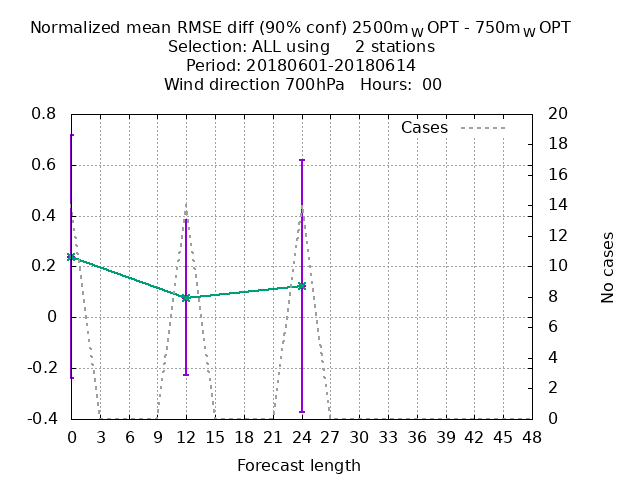 Normalized mean RMSE diff (90% conf) 2500m_W OPT - 750m_W OPT
Selection: ALL using 2 stations
Period: 20180601-20180614
Wind direction 700hPa Hours: 00
Cases
0.8
0.6
0.4
0.2
0
-0.2
-0.4
20
18
16
14
12
10
8
6
4
2
0
No cases
0 3 6 9 12 15 18 21 24 27 30 33 36 39 42 45 48
Forecast length